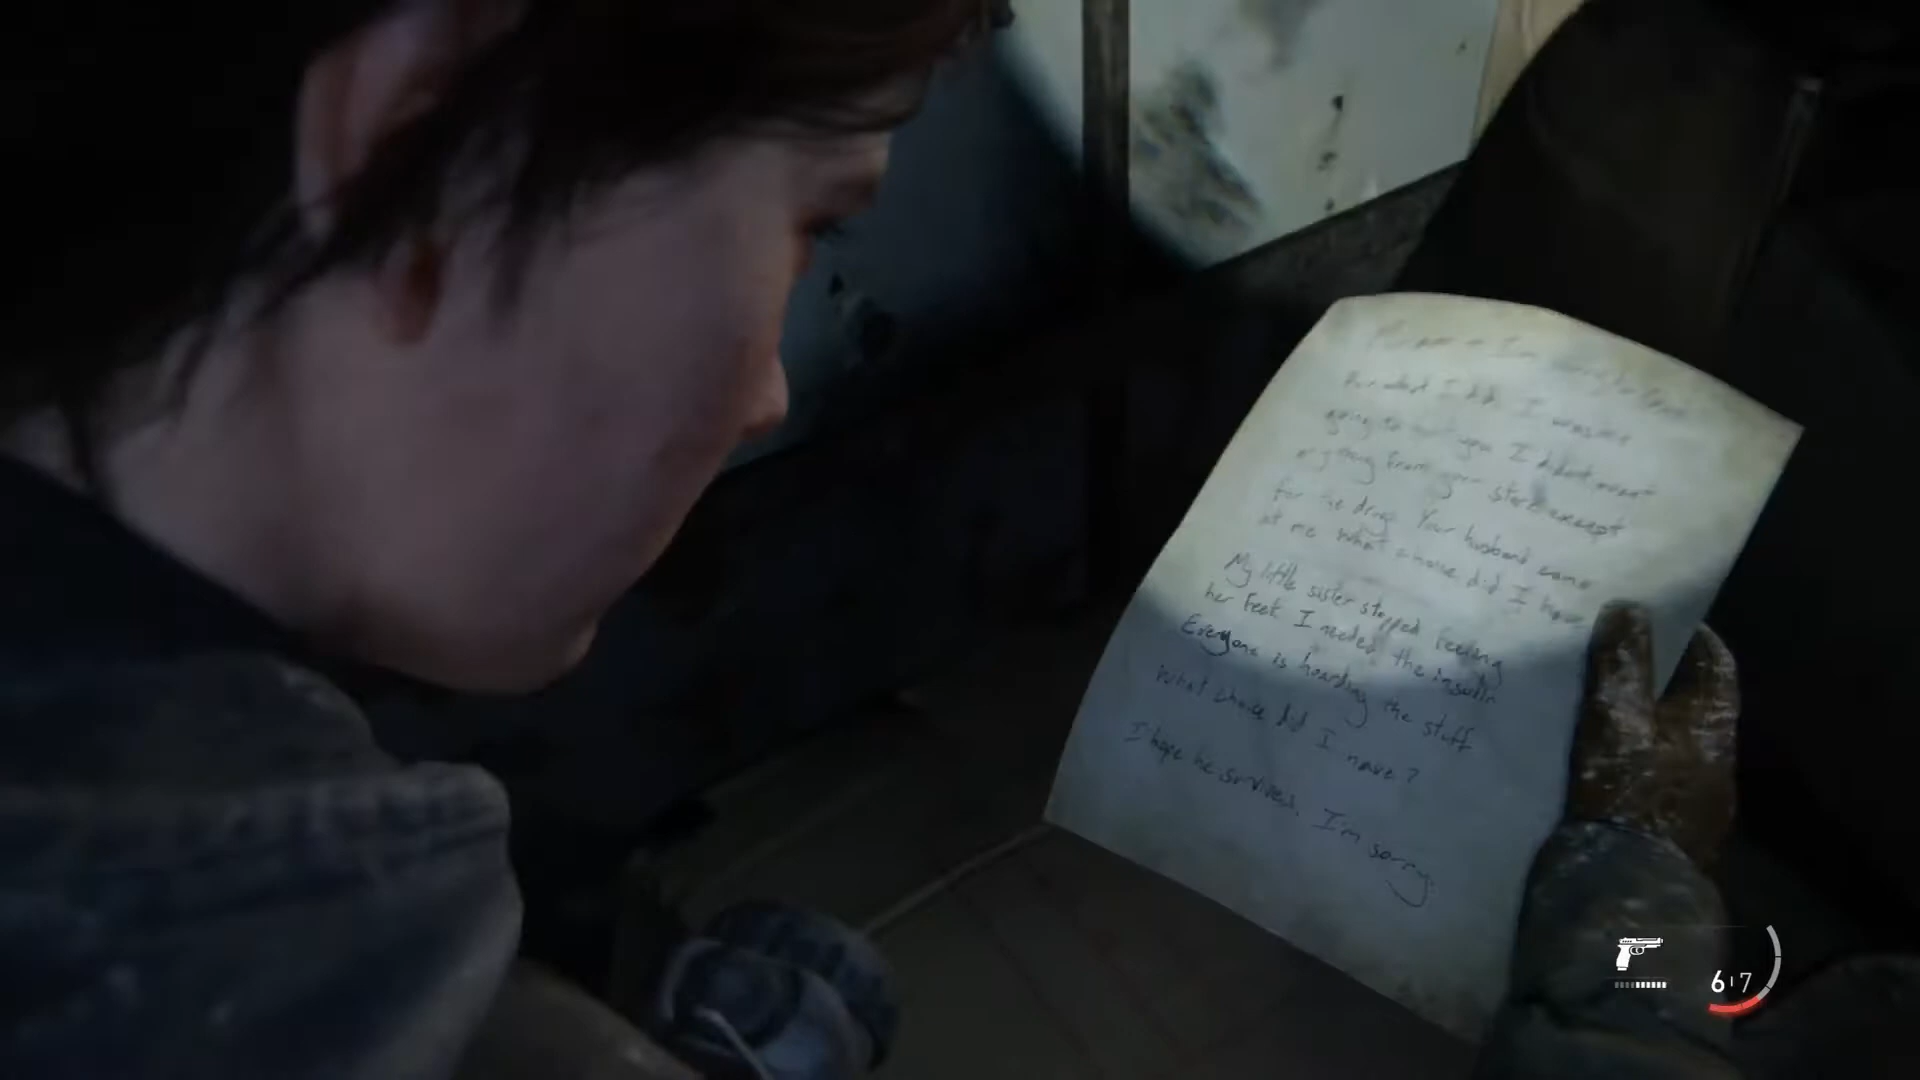 I'm
for what I did. I wasn't
going to hurt you. I didn't want
anything from your store except
for the drugs. Your husband came
at me. What choice did I have
My little sister stopped feeling
her feet. I needed the insulin.
Everyone is hoarding the stuff
What choice did I have?
I hope he survives. I'm sorry.
6 7